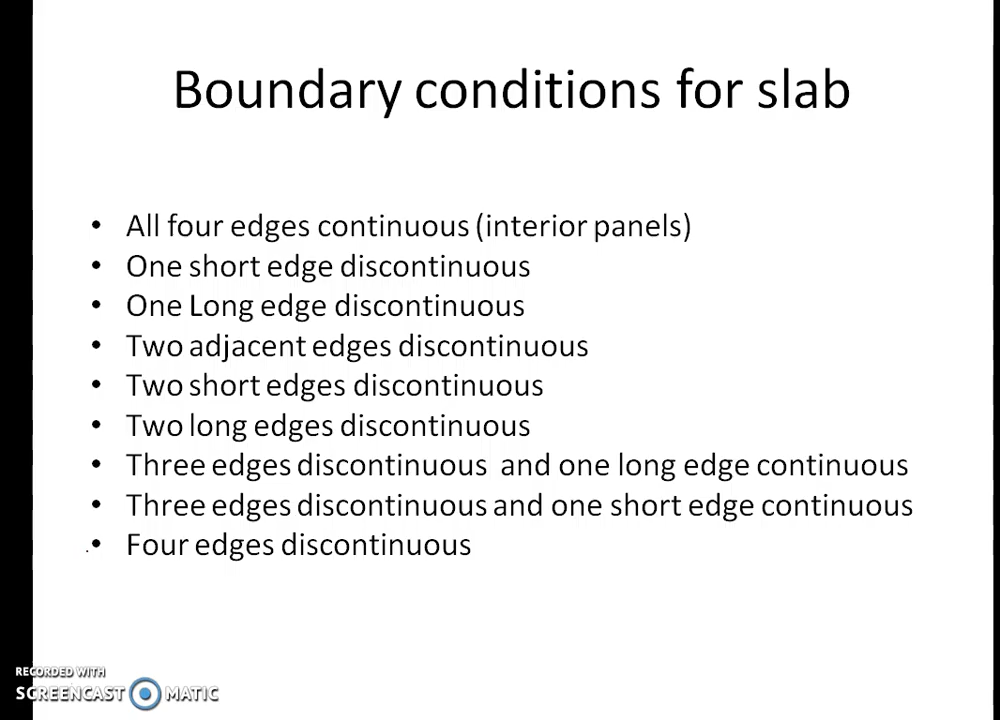 Boundary conditions for slab
• All four edges continuous (interior panels)
• One short edge discontinuous
• One Long edge discontinuous
• Two adjacent edges discontinuous
• Two short edges discontinuous
• Two long edges discontinuous
• Three edges discontinuous and one long edge continuous
• Three edges discontinuous and one short edge continuous
• Four edges discontinuous
RECORDED WITH
SCREENCAST MATIC